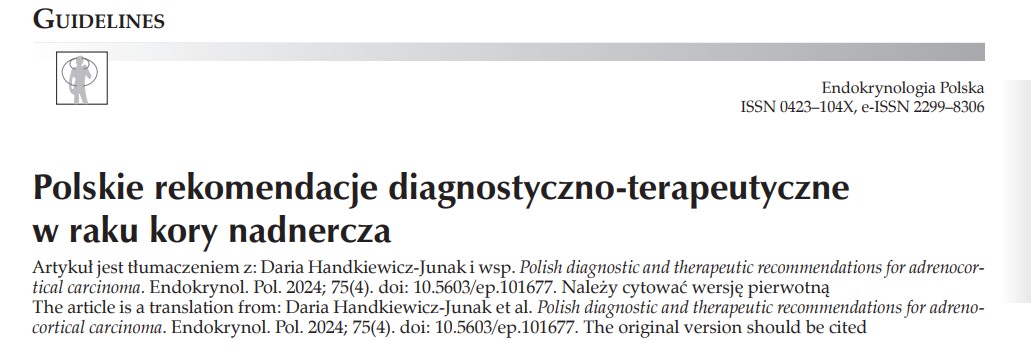 GUIDELINES
Endokrynologia Polska
ISSN 0423–104X, e-ISSN 2299–8306
Polskie rekomendacje diagnostyczno-terapeutyczne
w raku kory nadnercza
Artykuł jest tłumaczeniem z: Daria Handkiewicz-Junak i wsp. Polish diagnostic and therapeutic recommendations for adrenocor-
tical carcinoma. Endokrynol. Pol. 2024; 75(4). doi: 10.5603/ep.101677. Należy cytować wersję pierwotną
The article is a translation from: Daria Handkiewicz-Junak et al. Polish diagnostic and therapeutic recommendations for adreno-
cortical carcinoma. Endokrynol. Pol. 2024; 75(4). doi: 10.5603/ep.101677. The original version should be cited